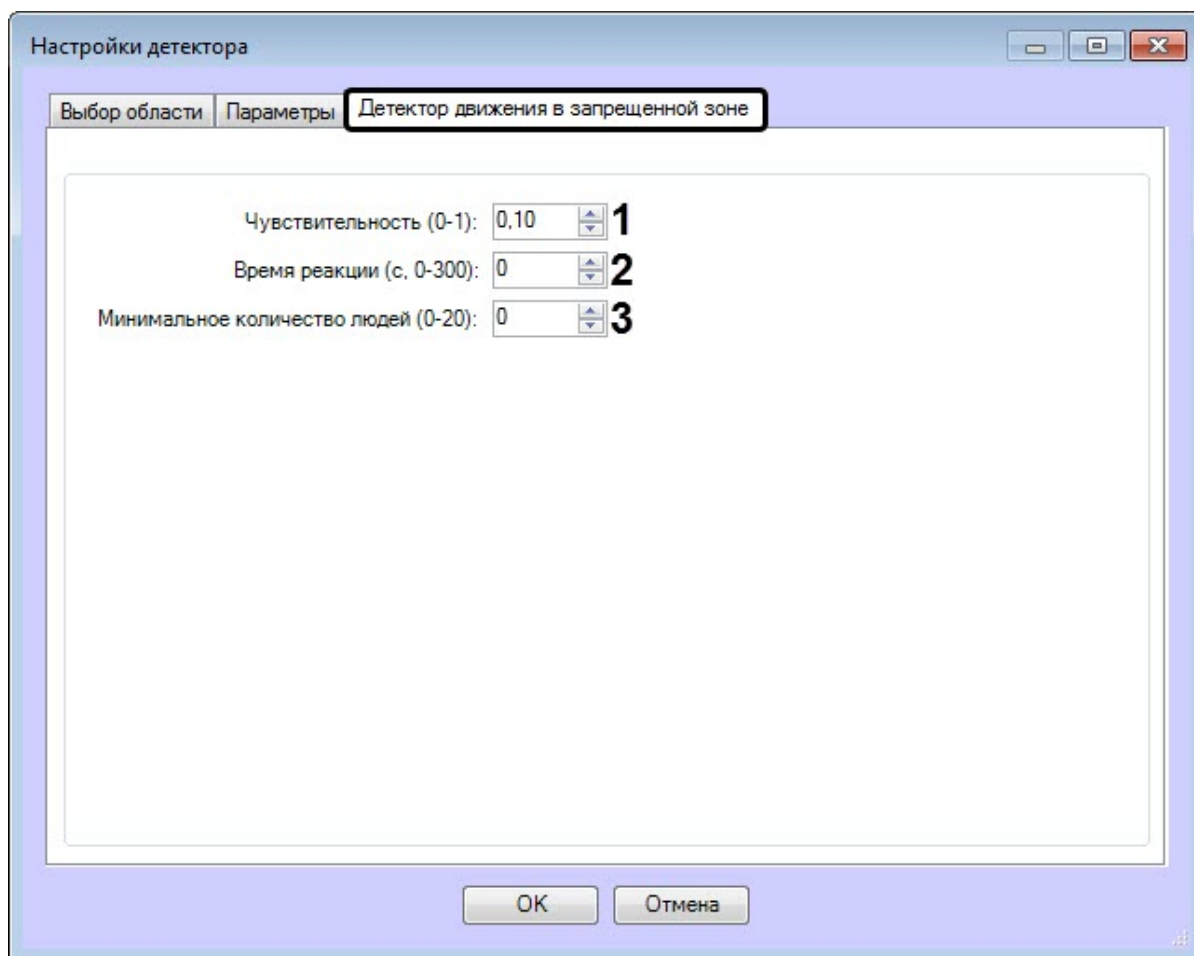 Настройки детектора
Выбор области Параметры Детектор движения в запрещенной зоне
Чувствительность (0-1): 0,10 1
Время реакции (с, 0-300): 0 2
Минимальное количество людей (0-20): 0 3
OK Отмена